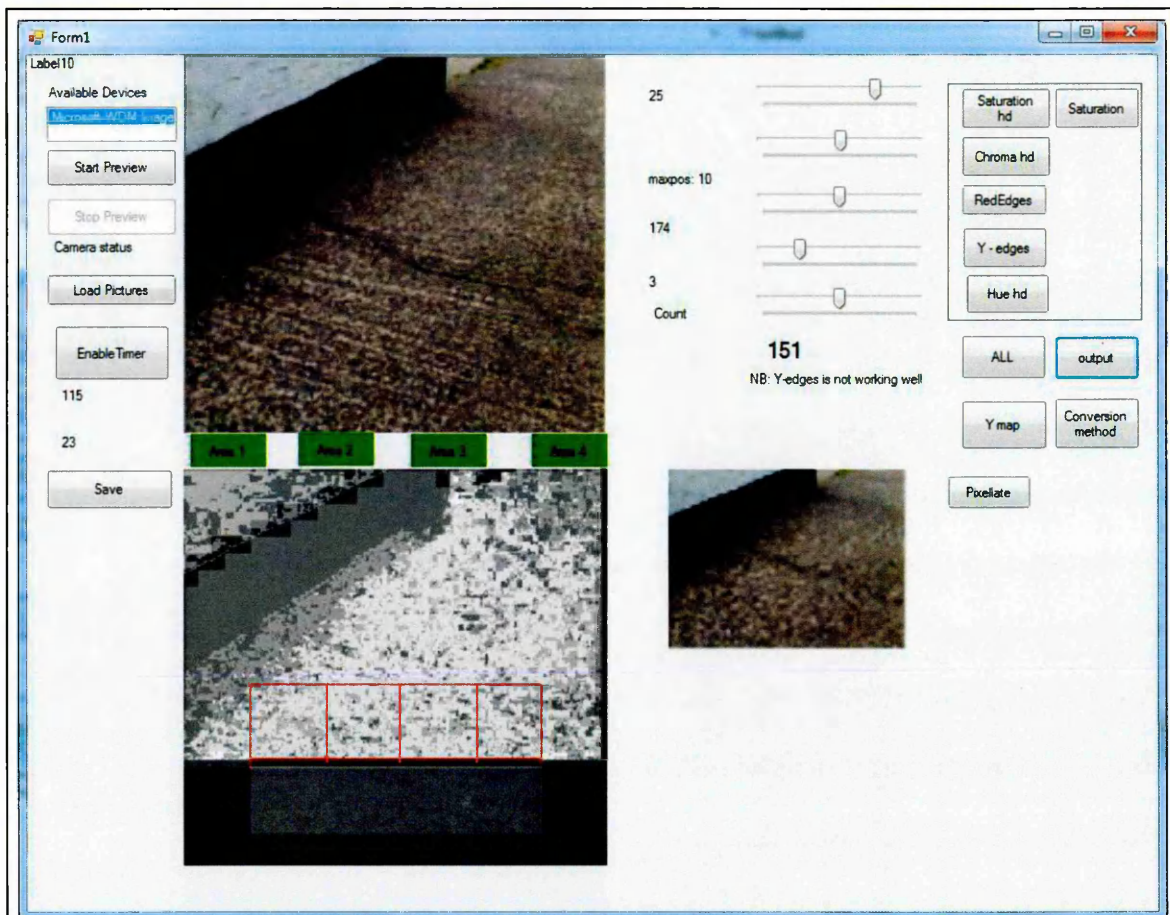 Form1
Label10
Available Devices
Microsoft WDM Image
Start Preview
Stop Preview
Camera status
Load Pictures
Enable Timer
115
23
Save
Area 1
Area 2
Area 3
Area 4
25
maxpos: 10
174
3
Count
151
NB: Y-edges is not working well
Saturation
hd
Saturation
Chroma hd
RedEdges
Y - edges
Hue hd
ALL
output
Y map
Conversion
method
Pixellate